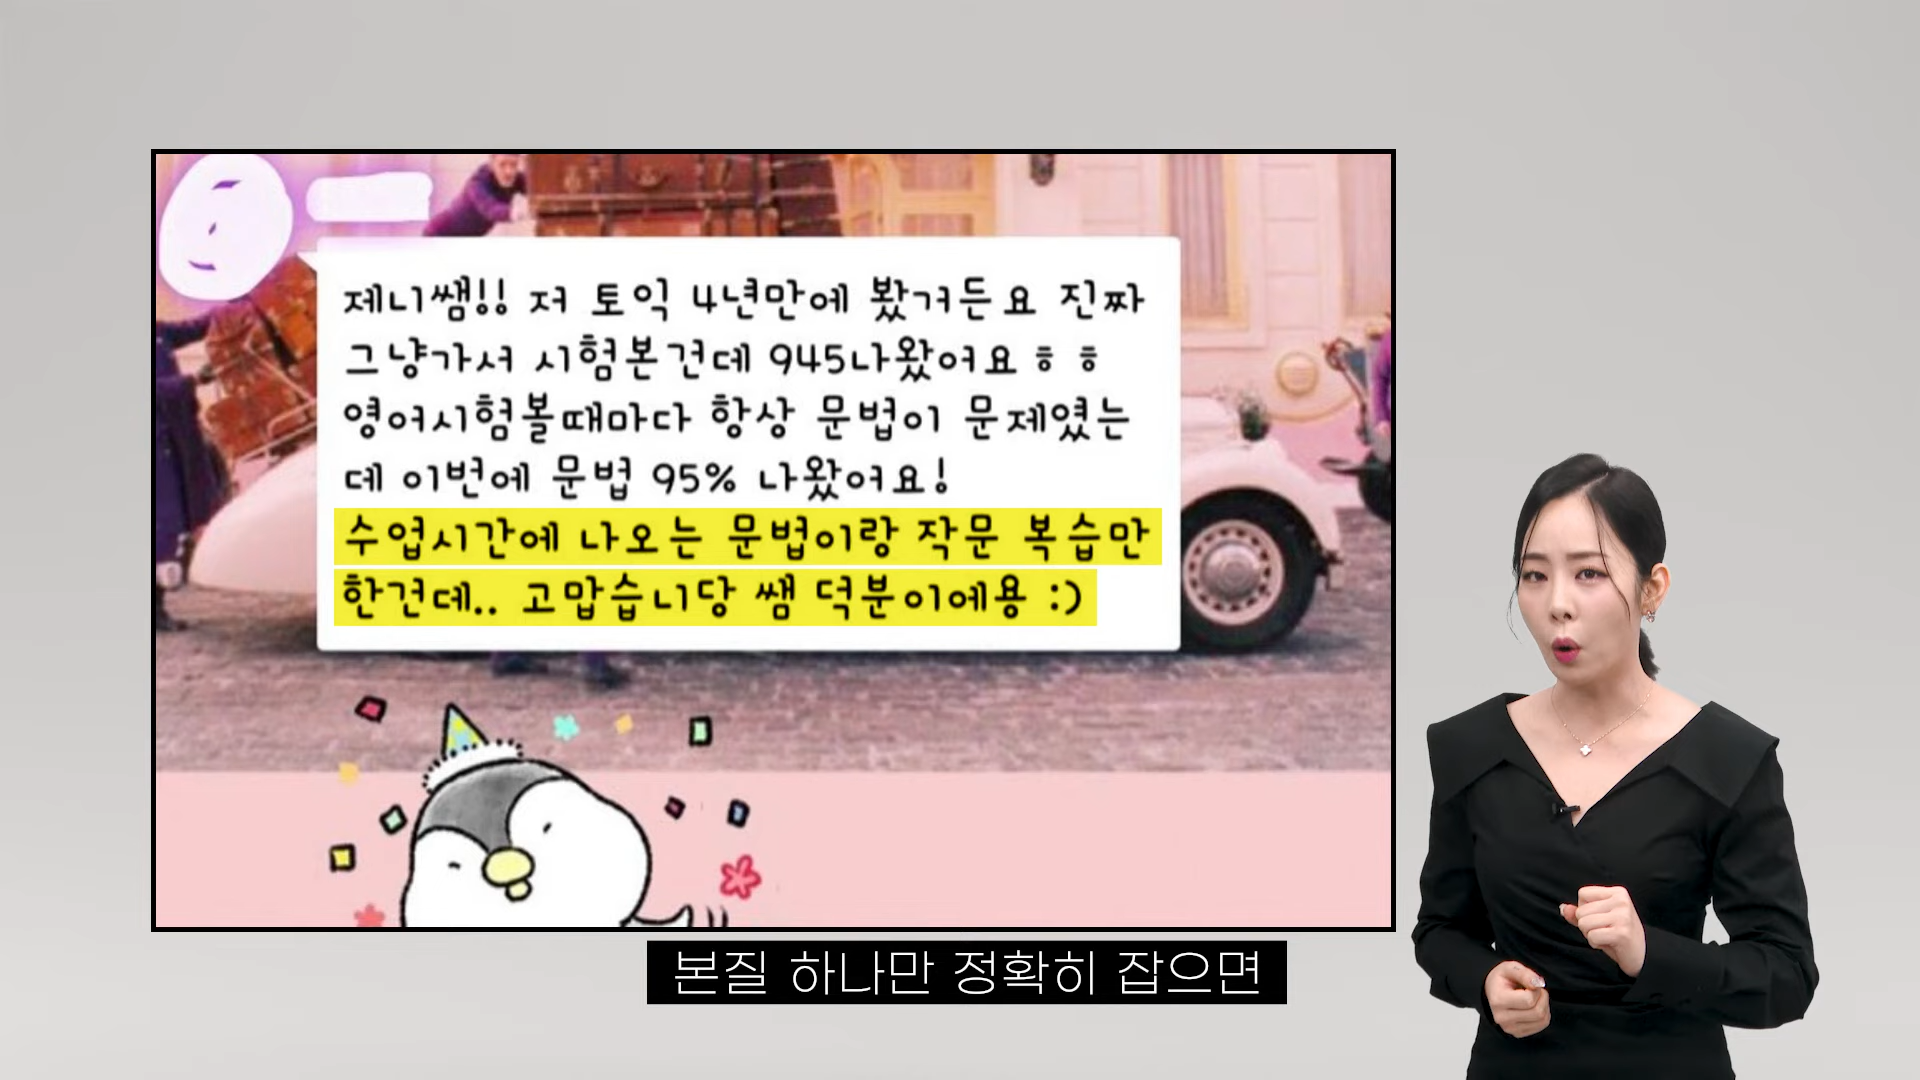 제니쌤!! 저 토익 4년만에 봤거든요 진짜
그냥가서 시험본건데 945나왔어요ㅎㅎ
영어시험볼때마다 항상 문법이 문제였는
데 이번에 문법 95% 나왔어요!
수업시간에 나오는 문법이랑 작문 복습만
한건데.. 고맙습니당 쌤 덕분이에용 :)
본질 하나만 정확히 잡으면